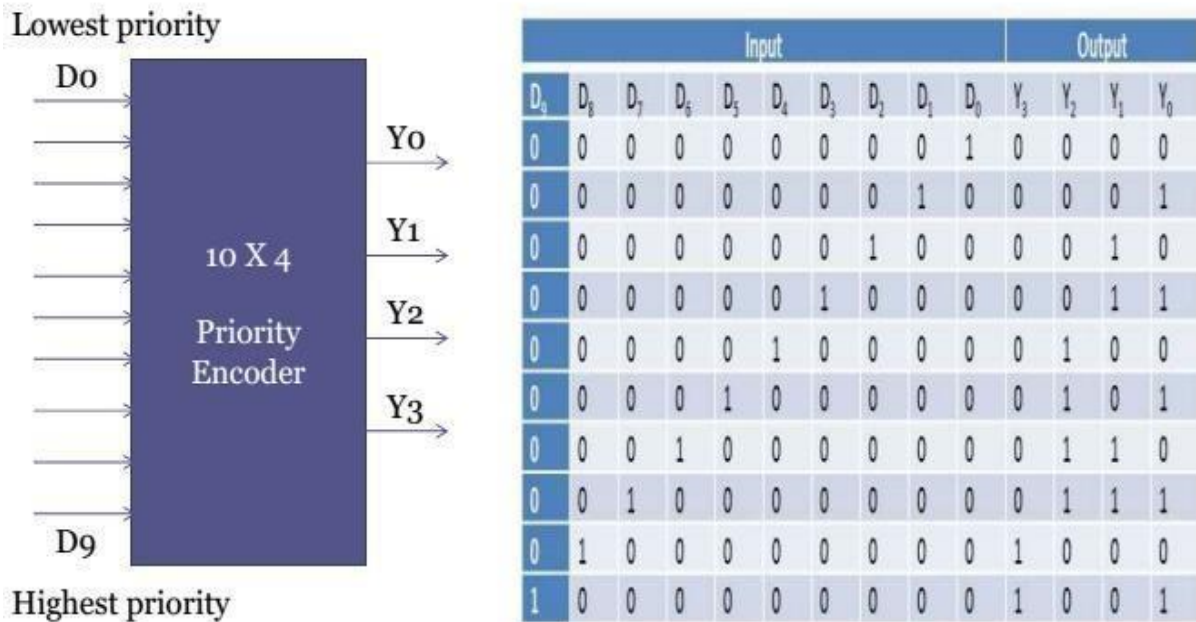 Lowest priority
D0
Y0
Y1
10 X 4
Y2
Priority
Encoder
Y3
D9
Highest priority
Input Output
D₉ D₈ D₇ D₆ D₅ D₄ D₃ D₂ D₁ D₀ Y₃ Y₂ Y₁ Y₀
0 0 0 0 0 0 0 0 0 1 0 0 0 0
0 0 0 0 0 0 0 0 1 0 0 0 0 1
0 0 0 0 0 0 0 1 0 0 0 0 1 0
0 0 0 0 0 0 1 0 0 0 0 0 1 1
0 0 0 0 0 1 0 0 0 0 0 1 0 0
0 0 0 0 1 0 0 0 0 0 0 1 0 1
0 0 0 1 0 0 0 0 0 0 0 1 1 0
0 0 1 0 0 0 0 0 0 0 0 1 1 1
0 1 0 0 0 0 0 0 0 0 1 0 0 0
1 0 0 0 0 0 0 0 0 0 1 0 0 1